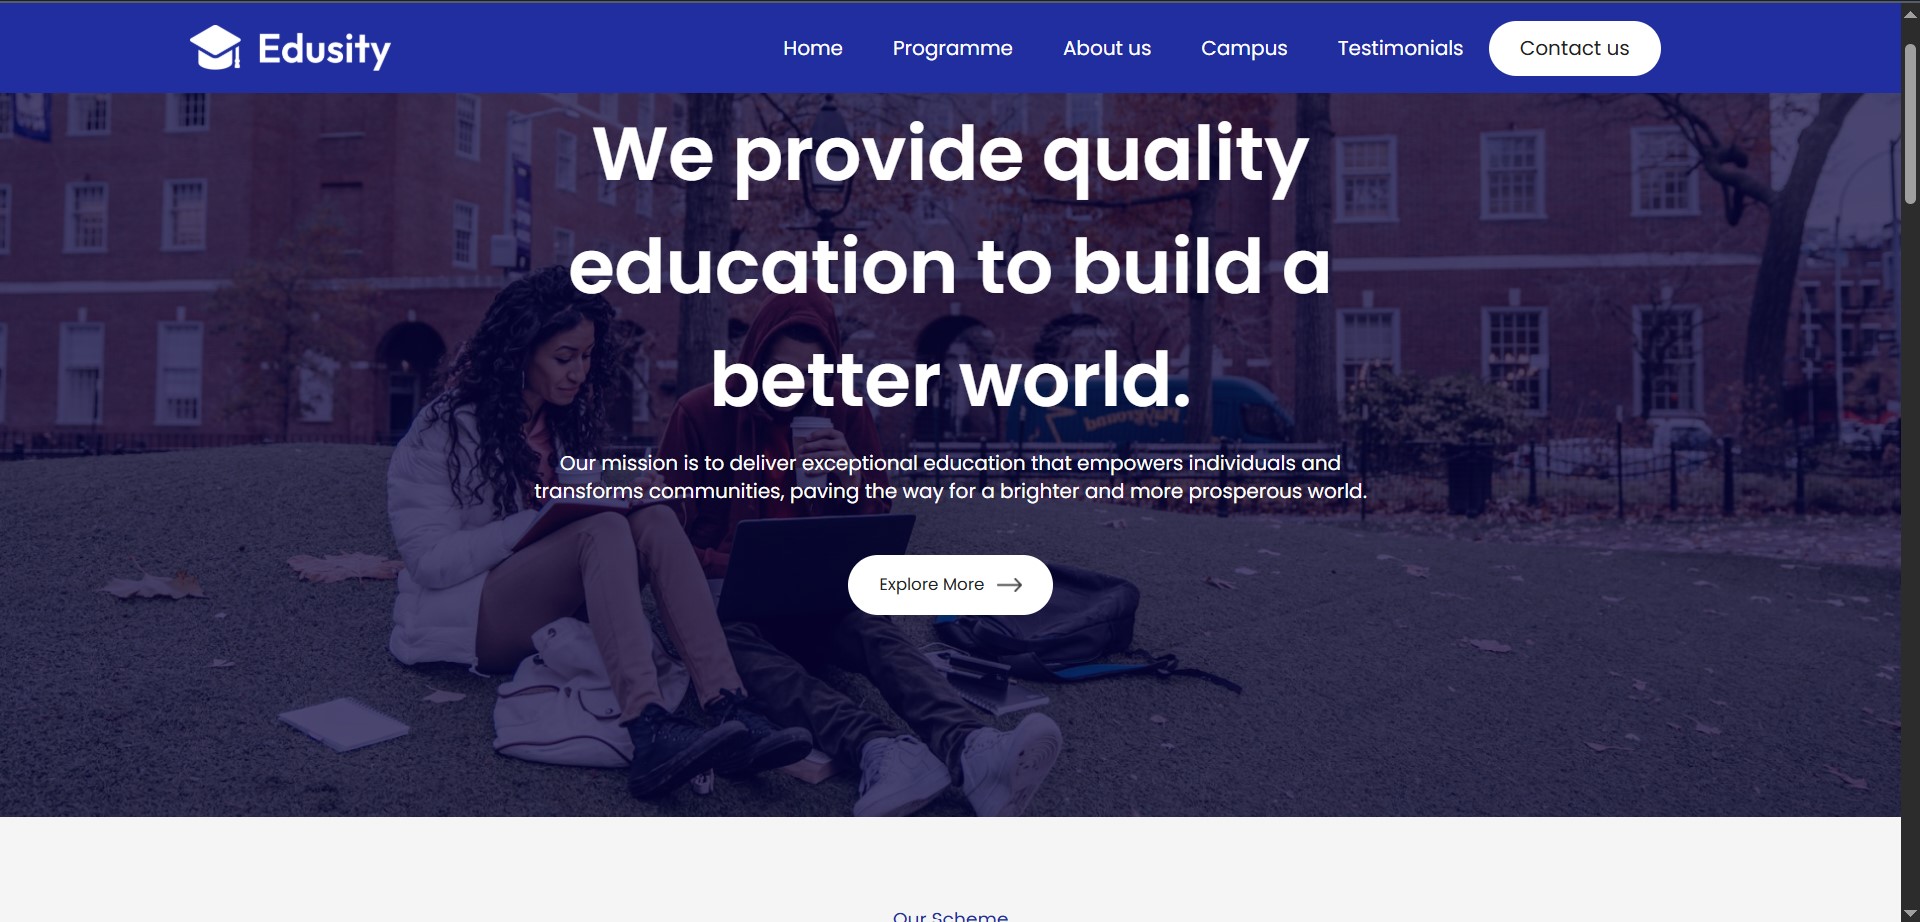 Edusity
Home
Programme
About us
Campus
Testimonials
Contact us
We provide quality
education to build a
better world.
Our mission is to deliver exceptional education that empowers individuals and
transforms communities, paving the way for a brighter and more prosperous world.
Explore More
Our Scheme